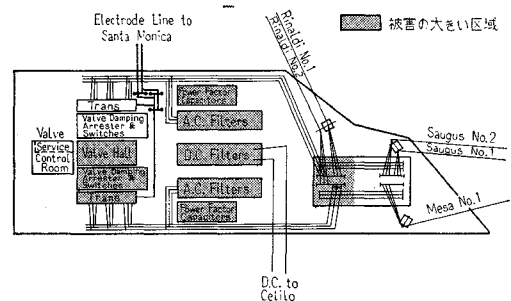 Electrode Line to
Santa Monica
Rinaldi No.1
Rinaldi No.2
被害の大きい区域
Trans
Valve Damping
Arrester &
Switches
Power Factor
Capacitors
A.C. Filters
Valve
Service
Control
Room
Valve Hall
D.C. Filters
Valve Damping
Arrester &
Switches
Trans
A.C. Filters
Power Factor
Capacitors
Saugus No.2
Saugus No.1
Mesa No.1
D.C. to
Celilo